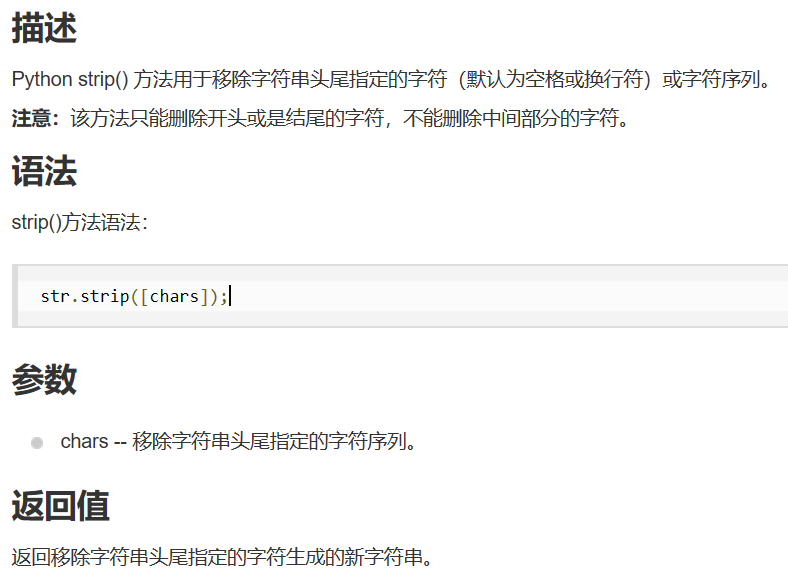 描述
Python strip() 方法用于移除字符串头尾指定的字符（默认为空格或换行符）或字符序列。
注意：该方法只能删除开头或是结尾的字符，不能删除中间部分的字符。
语法
strip()方法语法：
str.strip([chars]);
参数
chars -- 移除字符串头尾指定的字符序列。
返回值
返回移除字符串头尾指定的字符生成的新字符串。